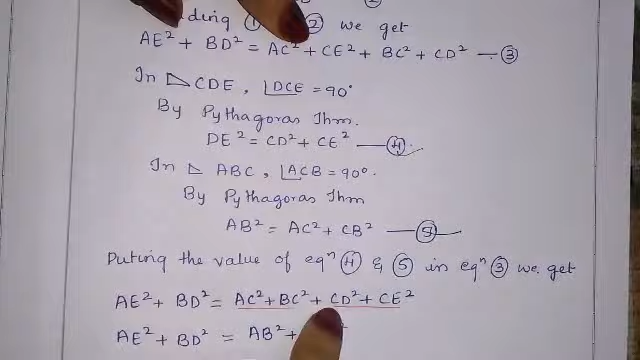 ① ② we get
AE² + BD² = AC² + CE² + BC² + CD² — ③
In ◺ CDE, ∠DCE = 90°
By Pythagoras Thm.
DE² = CD² + CE² — ④
In ◺ ABC, ∠ACB = 90°.
By Pythagoras Thm
AB² = AC² + CB² — ⑤
Puting the value of eqⁿ ④ & ⑤ in eqⁿ ③ we get
AE² + BD² = AC² + BC² + CD² + CE²
AE² + BD² = AB² +